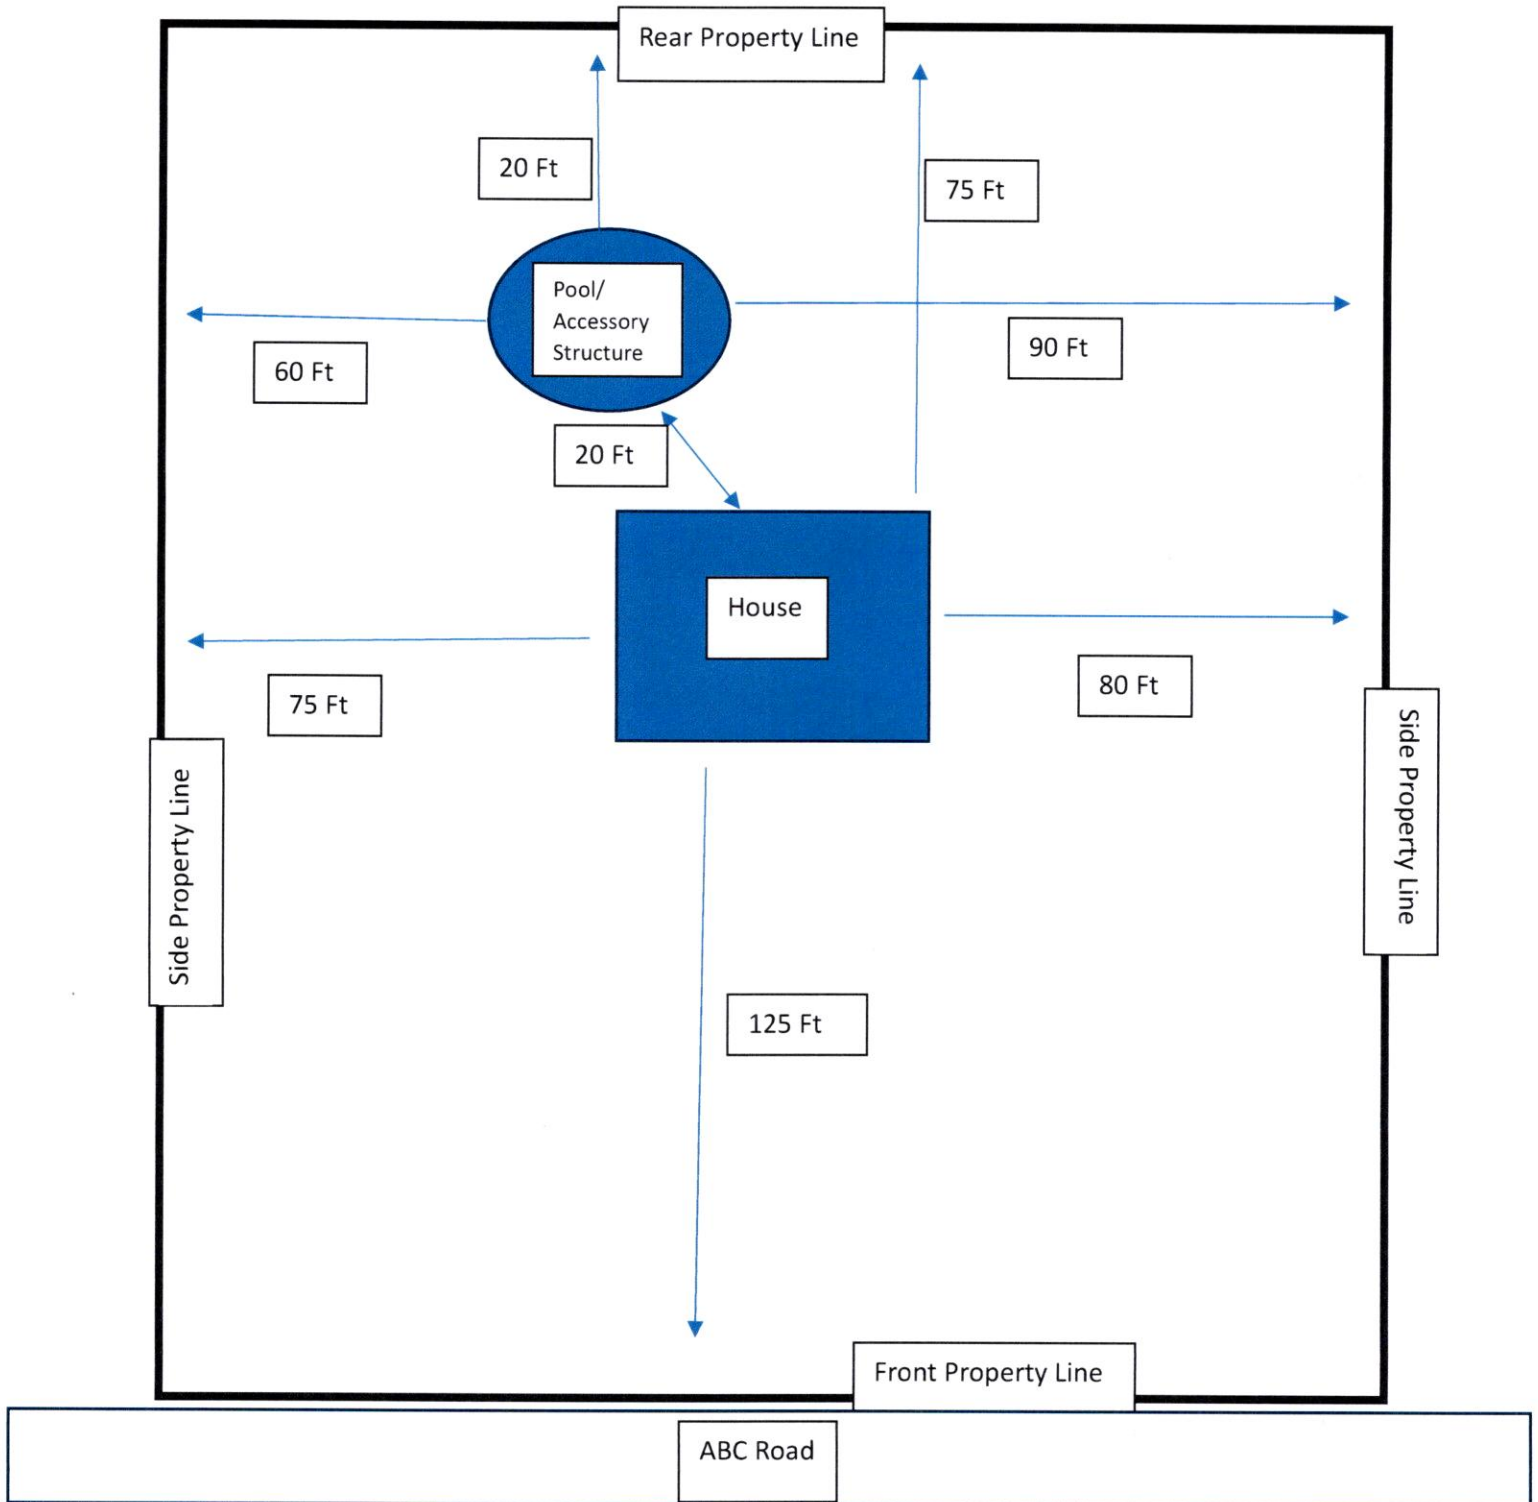 Rear Property Line
20 Ft
75 Ft
Pool/
Accessory
Structure
60 Ft
90 Ft
20 Ft
House
75 Ft
80 Ft
Side Property Line
Side Property Line
125 Ft
Front Property Line
ABC Road